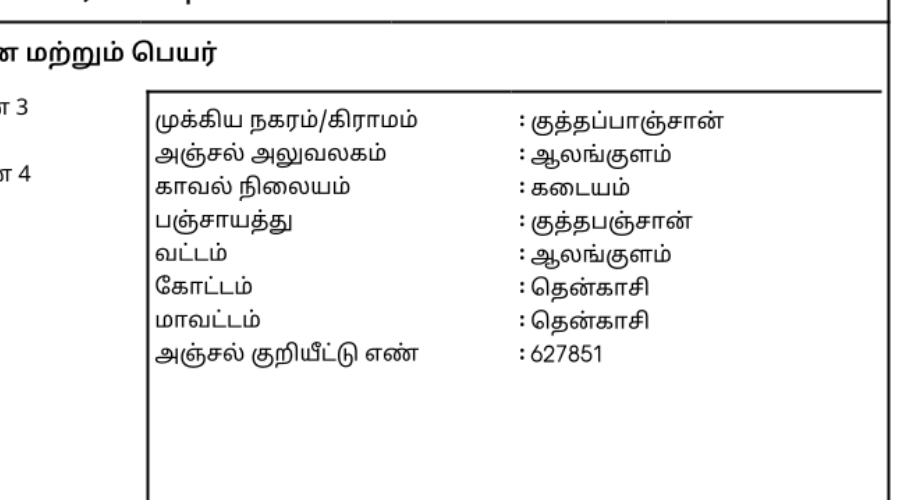 மற்றும் பெயர்
3
4
முக்கிய நகரம்/கிராமம் : குத்தப்பாஞ்சான்
அஞ்சல் அலுவலகம் : ஆலங்குளம்
காவல் நிலையம் : கடையம்
பஞ்சாயத்து : குத்தபஞ்சான்
வட்டம் : ஆலங்குளம்
கோட்டம் : தென்காசி
மாவட்டம் : தென்காசி
அஞ்சல் குறியீட்டு எண் : 627851